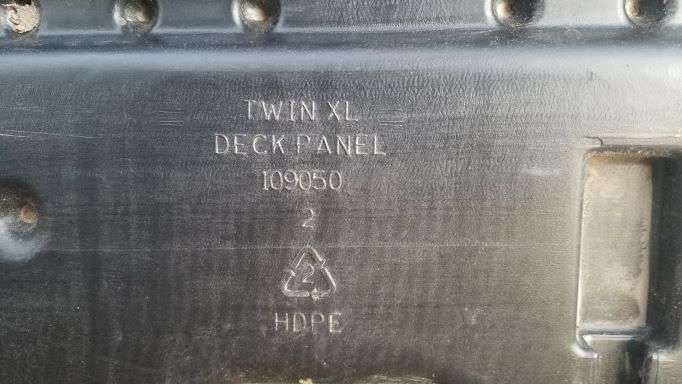 TWIN XL
DECK PANEL
109050
2
2
HDPE